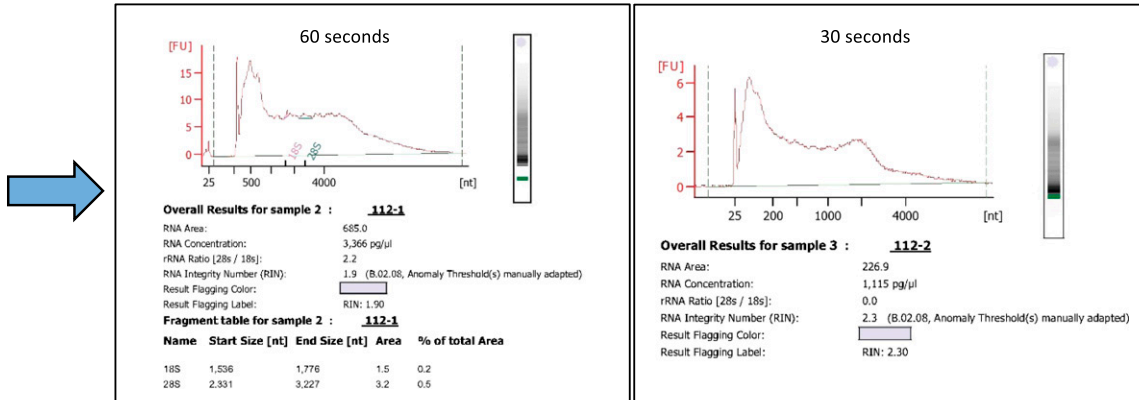 60 seconds
[FU]
15
10
5
0
18S
28S
25 500 4000 [nt]
Overall Results for sample 2 : 112-1
RNA Area: 685.0
RNA Concentration: 3,366 pg/µl
rRNA Ratio [28s / 18s]: 2.2
RNA Integrity Number (RIN): 1.9 (B.02.08, Anomaly Threshold(s) manually adapted)
Result Flagging Color:
Result Flagging Label: RIN: 1.90
Fragment table for sample 2 : 112-1
Name Start Size [nt] End Size [nt] Area % of total Area
18S 1,536 1,776 1.5 0.2
28S 2,331 3,227 3.2 0.5
30 seconds
[FU]
6
4
2
0
25 200 1000 4000 [nt]
Overall Results for sample 3 : 112-2
RNA Area: 226.9
RNA Concentration: 1,115 pg/µl
rRNA Ratio [28s / 18s]: 0.0
RNA Integrity Number (RIN): 2.3 (B.02.08, Anomaly Threshold(s) manually adapted)
Result Flagging Color:
Result Flagging Label: RIN: 2.30